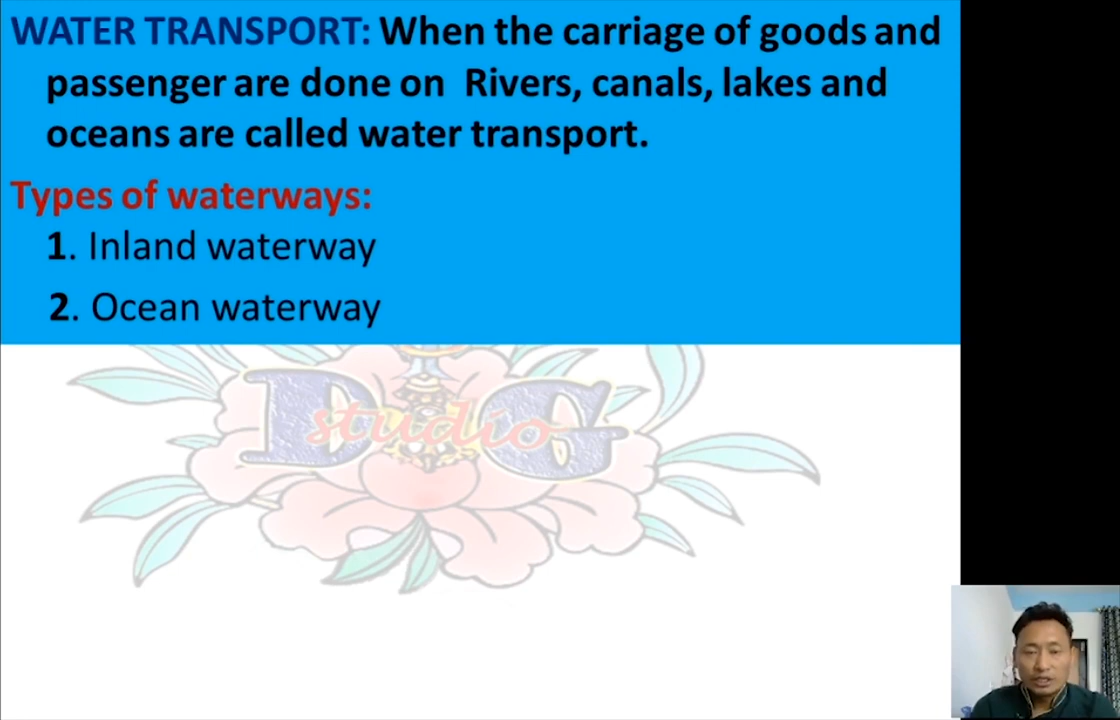 WATER TRANSPORT: When the carriage of goods and
passenger are done on Rivers, canals, lakes and
oceans are called water transport.
Types of waterways:
1. Inland waterway
2. Ocean waterway
D studio G